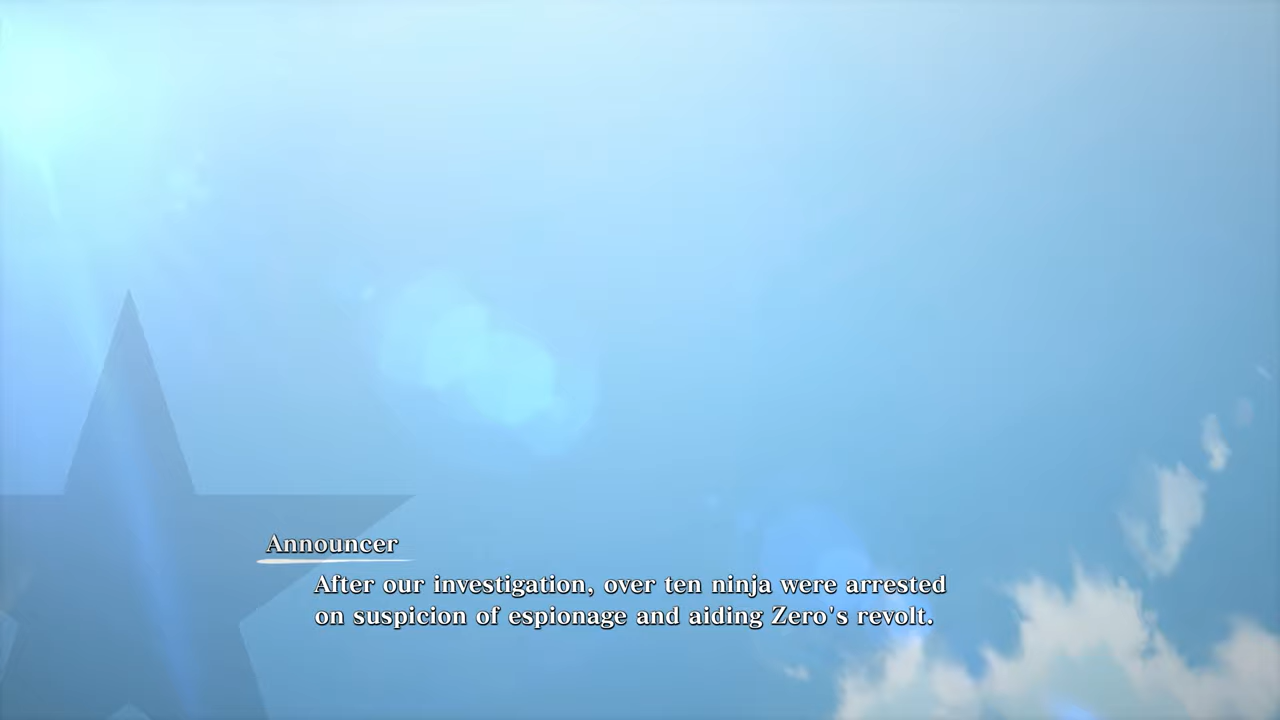 Announcer
After our investigation, over ten ninja were arrested
on suspicion of espionage and aiding Zero's revolt.